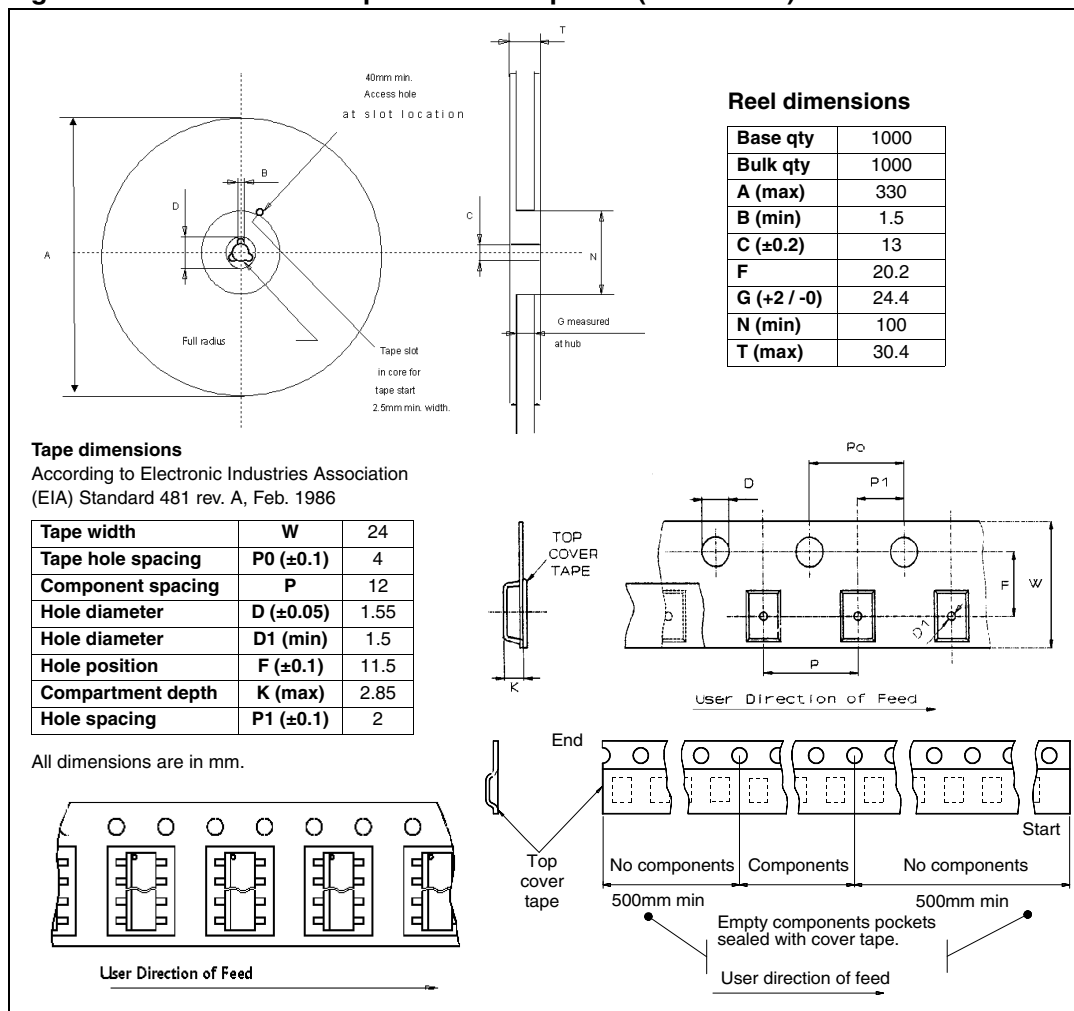 T
40mm min.
Access hole
at slot location
B
D
A
C
N
Full radius
Tape slot
in core for
tape start
2.5mm min. width.
G measured
at hub
Reel dimensions
Base qty 1000
Bulk qty 1000
A (max) 330
B (min) 1.5
C (±0.2) 13
F 20.2
G (+2 / -0) 24.4
N (min) 100
T (max) 30.4
Tape dimensions
According to Electronic Industries Association
(EIA) Standard 481 rev. A, Feb. 1986
Tape width W 24
Tape hole spacing P0 (±0.1) 4
Component spacing P 12
Hole diameter D (±0.05) 1.55
Hole diameter D1 (min) 1.5
Hole position F (±0.1) 11.5
Compartment depth K (max) 2.85
Hole spacing P1 (±0.1) 2
All dimensions are in mm.
Po
D
P1
TOP
COVER
TAPE
F
W
D1
K
P
User Direction of Feed
End
Start
Top
cover
tape
No components
Components
No components
500mm min
500mm min
Empty components pockets
sealed with cover tape.
User direction of feed
User Direction of Feed